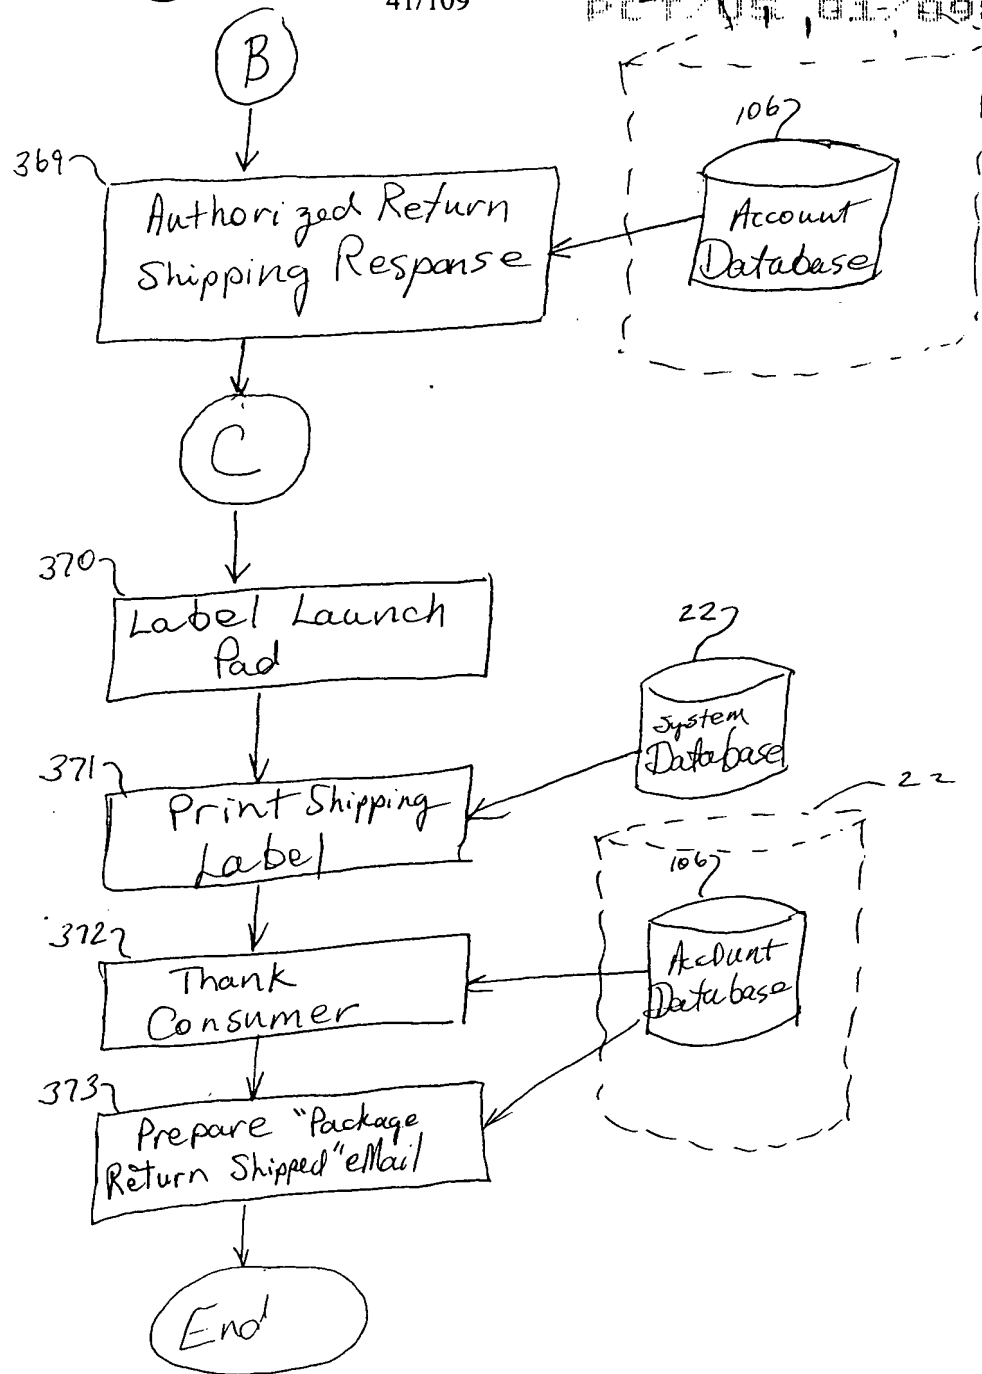 41/109
B
369
Authorized Return
Shipping Response
106
Account
Database
C
370
Label Launch
Pad
22
System
Database
371
Print Shipping
Label
22
106
Account
Database
372
Thank
Consumer
373
Prepare "Package
Return Shipped" eMail
End